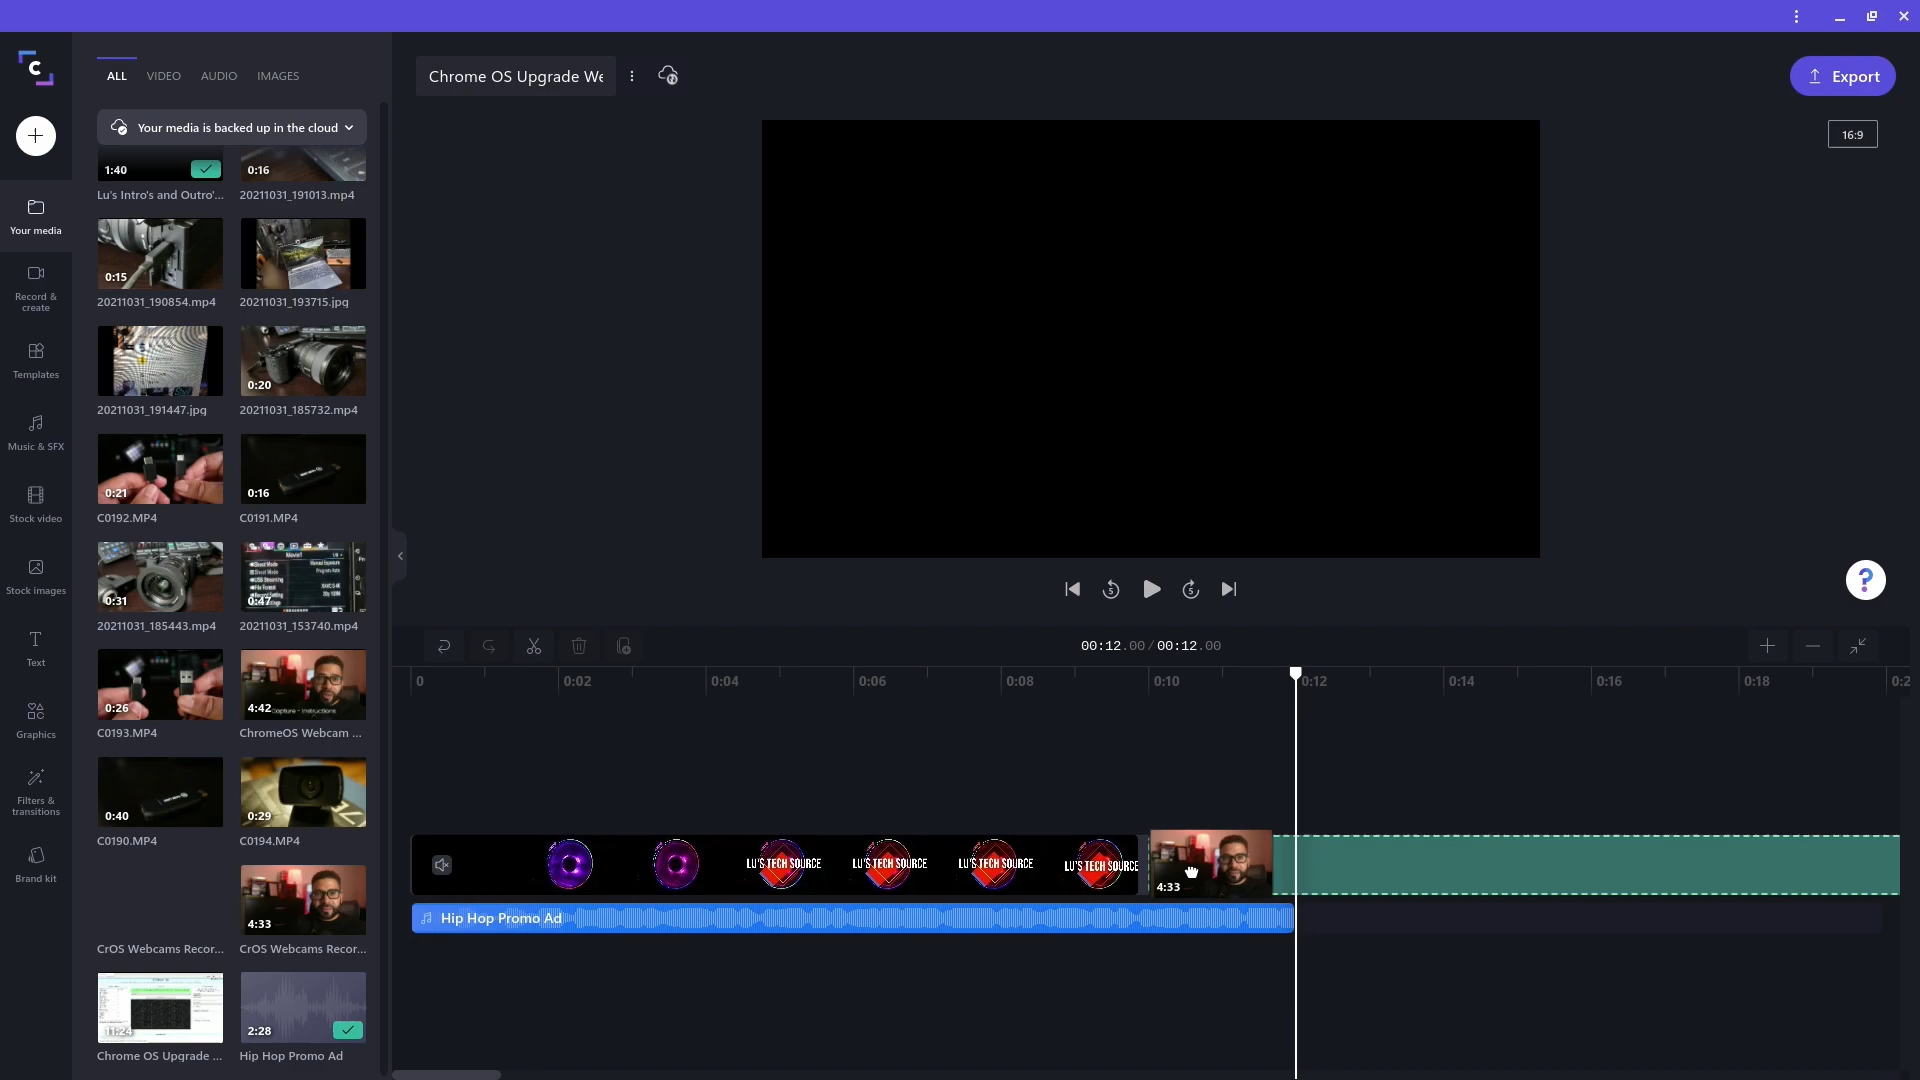 ALL VIDEO AUDIO IMAGES
Your media is backed up in the cloud
Chrome OS Upgrade We
Export
16:9
Your media
Record & create
Templates
Music & SFX
Stock video
Stock images
Text
Graphics
Filters & transitions
Brand kit
1:40
0:16
Lu's Intro's and Outro'...
20211031_191013.mp4
0:15
20211031_190854.mp4
20211031_193715.jpg
0:20
20211031_191447.jpg
20211031_185732.mp4
0:21
0:16
C0192.MP4
C0191.MP4
0:31
0:47
20211031_185443.mp4
20211031_153740.mp4
0:26
4:42
Capture - Instructions
C0193.MP4
ChromeOS Webcam ...
0:40
0:29
C0190.MP4
C0194.MP4
4:33
CrOS Webcams Recor...
CrOS Webcams Recor...
11:24
2:28
Chrome OS Upgrade ...
Hip Hop Promo Ad
5
5
?
00:12.00/00:12.00
0 0:02 0:04 0:06 0:08 0:10 0:12 0:14 0:16 0:18 0:2
LU'S TECH SOURCE LU'S TECH SOURCE LU'S TECH SOURCE LU'S TECH SOURCE
4:33
Hip Hop Promo Ad